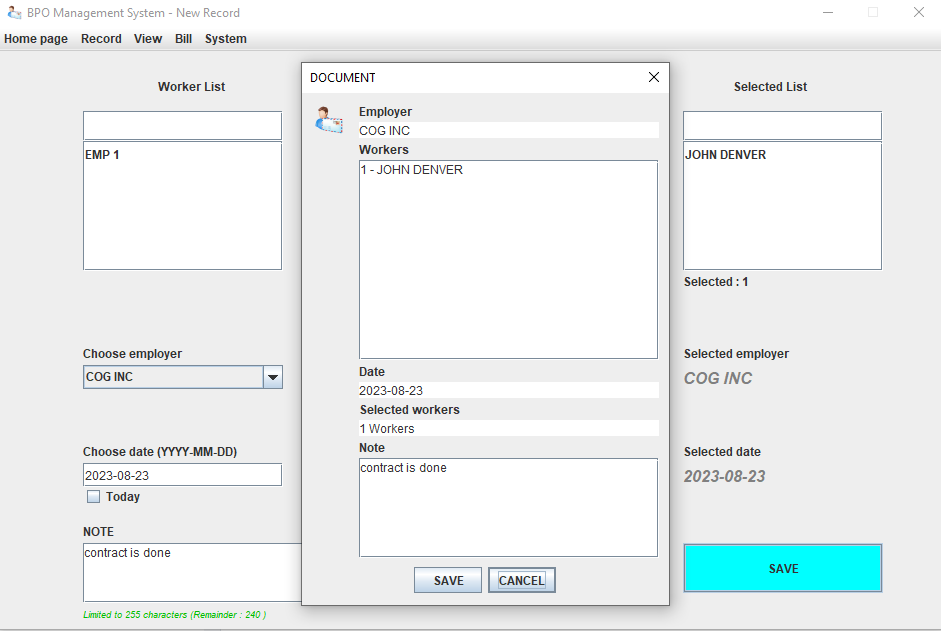 BPO Management System - New Record
Home page Record View Bill System
Worker List
EMP 1
Choose employer
COG INC
Choose date (YYYY-MM-DD)
2023-08-23
Today
NOTE
contract is done
Limited to 255 characters (Remainder : 240 )
DOCUMENT
Employer
COG INC
Workers
1 - JOHN DENVER
Date
2023-08-23
Selected workers
1 Workers
Note
contract is done
SAVE CANCEL
Selected List
JOHN DENVER
Selected : 1
Selected employer
COG INC
Selected date
2023-08-23
SAVE